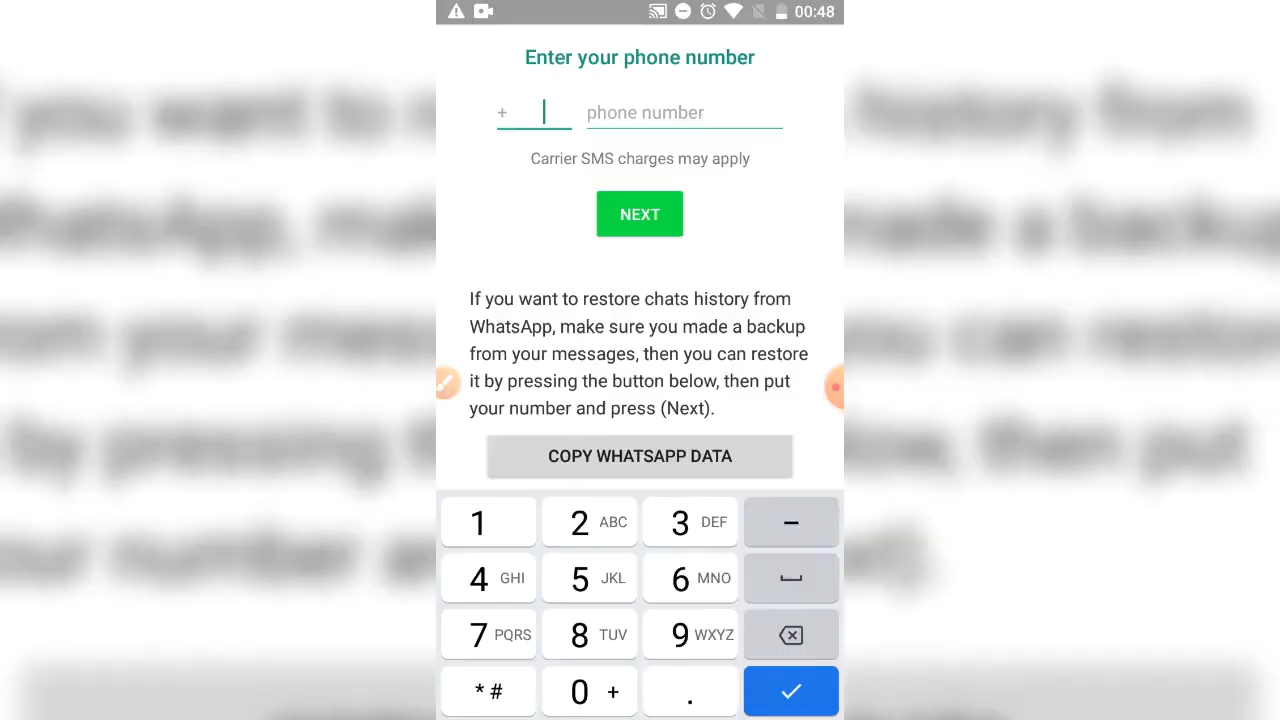 00:48
Enter your phone number
+ phone number
Carrier SMS charges may apply
NEXT
If you want to restore chats history from
WhatsApp, make sure you made a backup
from your messages, then you can restore
it by pressing the button below, then put
your number and press (Next).
COPY WHATSAPP DATA
1 2 ABC 3 DEF –
4 GHI 5 JKL 6 MNO
7 PQRS 8 TUV 9 WXYZ
* # 0 + .